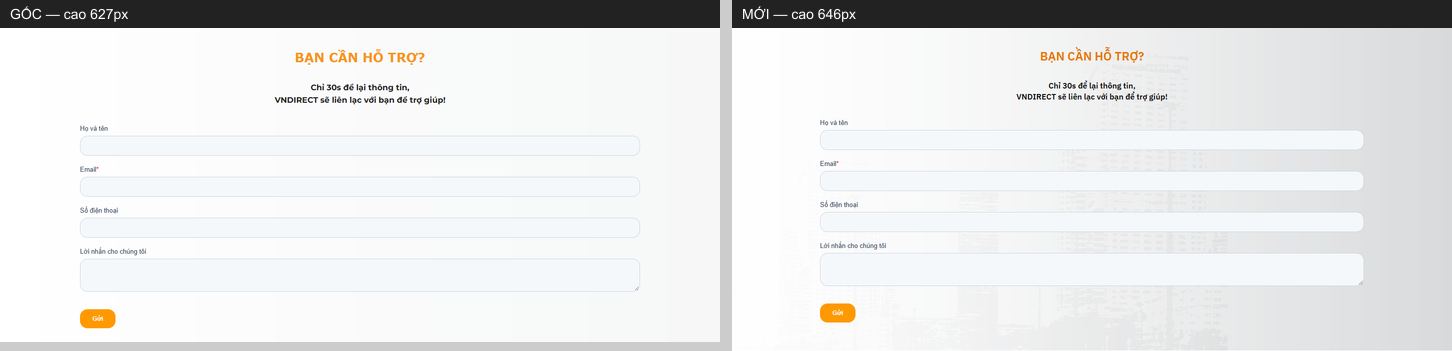 GỐC — cao 627px
BẠN CẦN HỖ TRỢ?
Chỉ 30s để lại thông tin,
VNDIRECT sẽ liên lạc với bạn để trợ giúp!
Họ và tên
Email*
Số điện thoại
Lời nhắn cho chúng tôi
Gửi
MỚI — cao 646px
BẠN CẦN HỖ TRỢ?
Chỉ 30s để lại thông tin,
VNDIRECT sẽ liên lạc với bạn để trợ giúp!
Họ và tên
Email*
Số điện thoại
Lời nhắn cho chúng tôi
Gửi